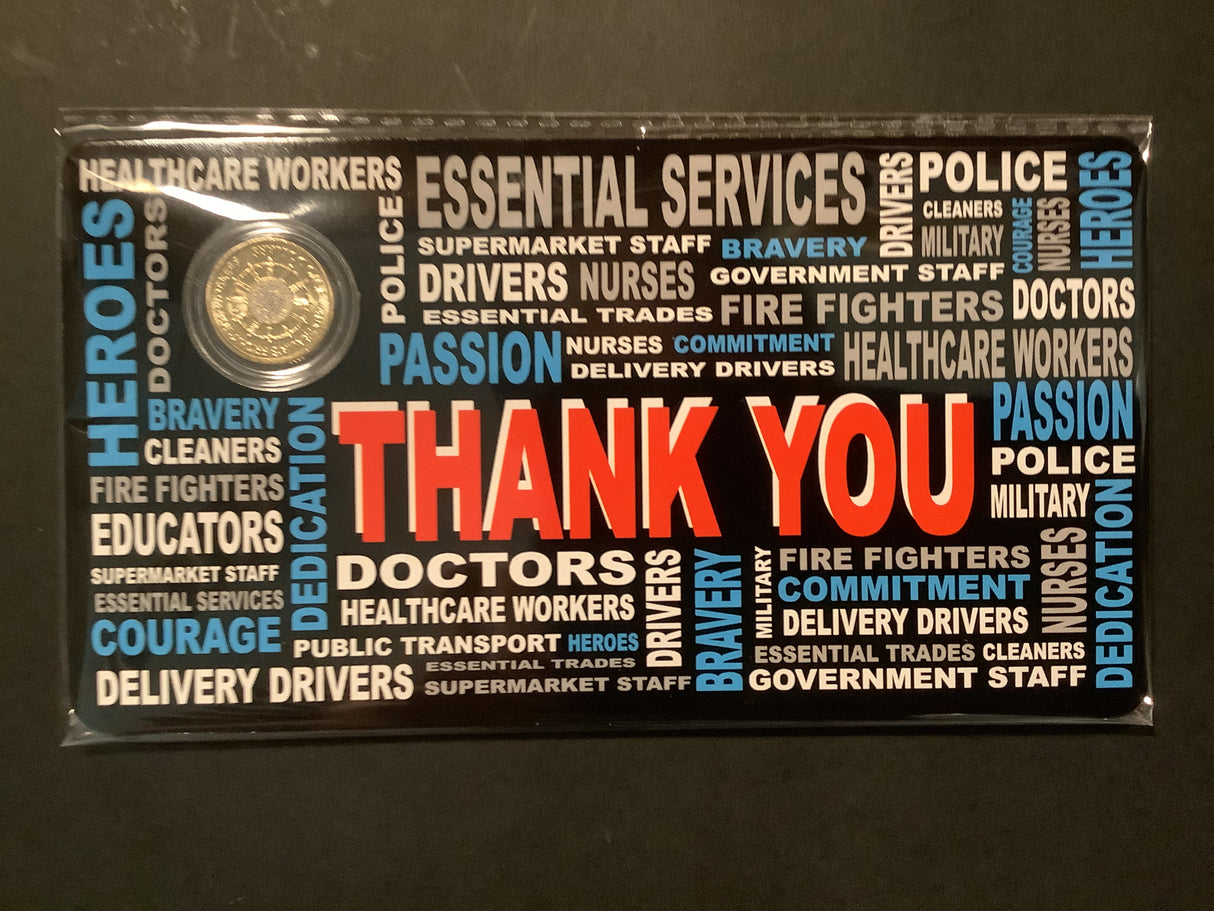 HEALTHCARE WORKERS
ESSENTIAL SERVICES
DRIVERS
POLICE
HEROES
CLEANERS
COURAGE
NURSES
MILITARY
HEROES
DOCTORS
POLICE
SUPERMARKET STAFF
BRAVERY
DRIVERS
NURSES
GOVERNMENT STAFF
ESSENTIAL TRADES
FIRE FIGHTERS
DOCTORS
PASSION
NURSES
COMMITMENT
DELIVERY DRIVERS
HEALTHCARE WORKERS
BRAVERY
CLEANERS
FIRE FIGHTERS
EDUCATORS
SUPERMARKET STAFF
ESSENTIAL SERVICES
COURAGE
DEDICATION
THANK YOU
PASSION
POLICE
MILITARY
DEDICATION
NURSES
DOCTORS
HEALTHCARE WORKERS
PUBLIC TRANSPORT
HEROES
ESSENTIAL TRADES
DELIVERY DRIVERS
SUPERMARKET STAFF
DRIVERS
BRAVERY
MILITARY
FIRE FIGHTERS
COMMITMENT
DELIVERY DRIVERS
ESSENTIAL TRADES
CLEANERS
GOVERNMENT STAFF